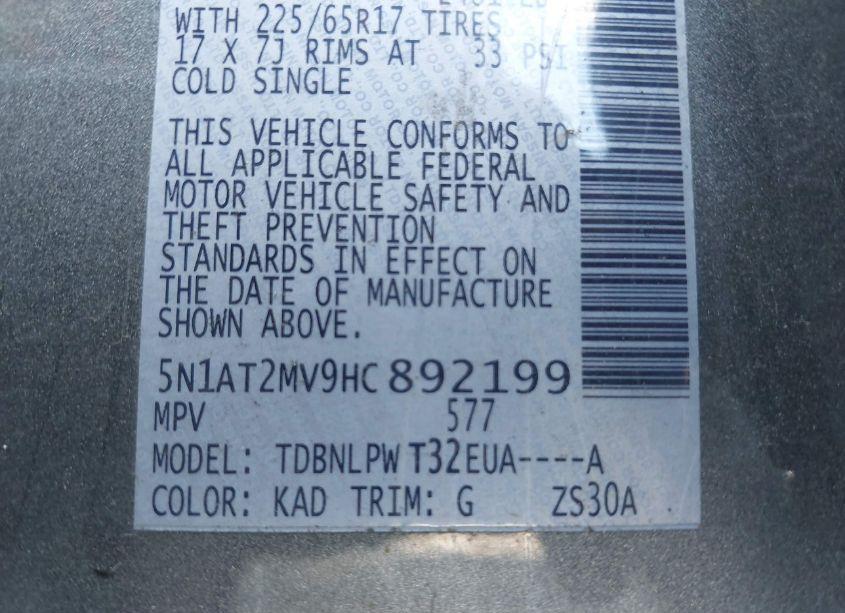 WITH 225/65R17 TIRES
17 X 7J RIMS AT 33 PSI
COLD SINGLE
THIS VEHICLE CONFORMS TO
ALL APPLICABLE FEDERAL
MOTOR VEHICLE SAFETY AND
THEFT PREVENTION
STANDARDS IN EFFECT ON
THE DATE OF MANUFACTURE
SHOWN ABOVE.
5N1AT2MV9HC892199
MPV 577
MODEL: TDBNLPW T32EUA----A
COLOR: KAD TRIM: G ZS30A